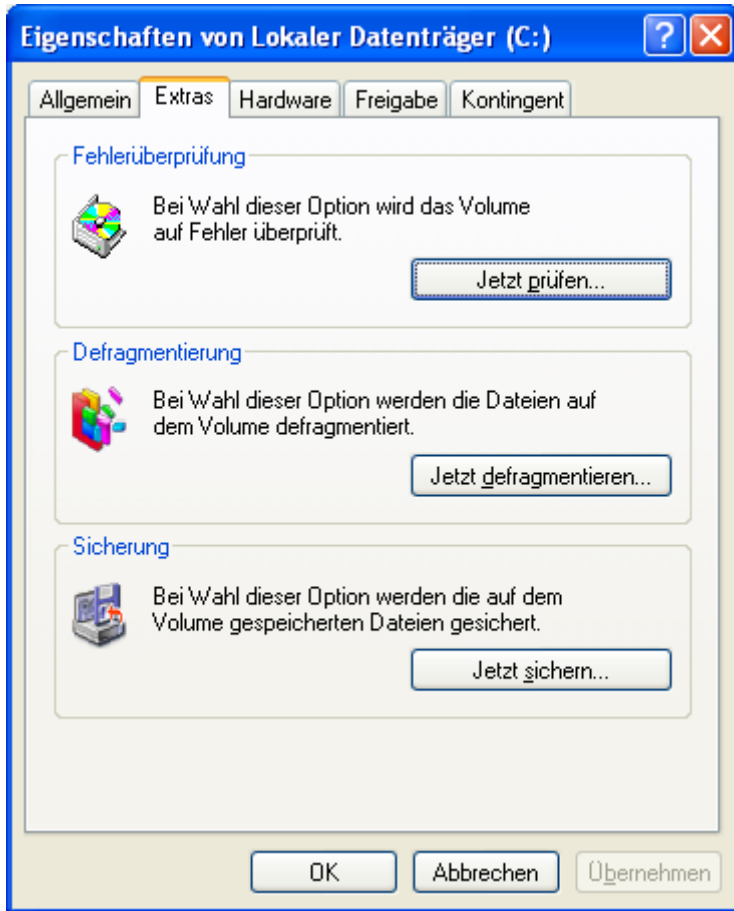 Eigenschaften von Lokaler Datenträger (C:)
Allgemein Extras Hardware Freigabe Kontingent
Fehlerüberprüfung
Bei Wahl dieser Option wird das Volume
auf Fehler überprüft.
Jetzt prüfen...
Defragmentierung
Bei Wahl dieser Option werden die Dateien auf
dem Volume defragmentiert.
Jetzt defragmentieren...
Sicherung
Bei Wahl dieser Option werden die auf dem
Volume gespeicherten Dateien gesichert.
Jetzt sichern...
OK Abbrechen Übernehmen